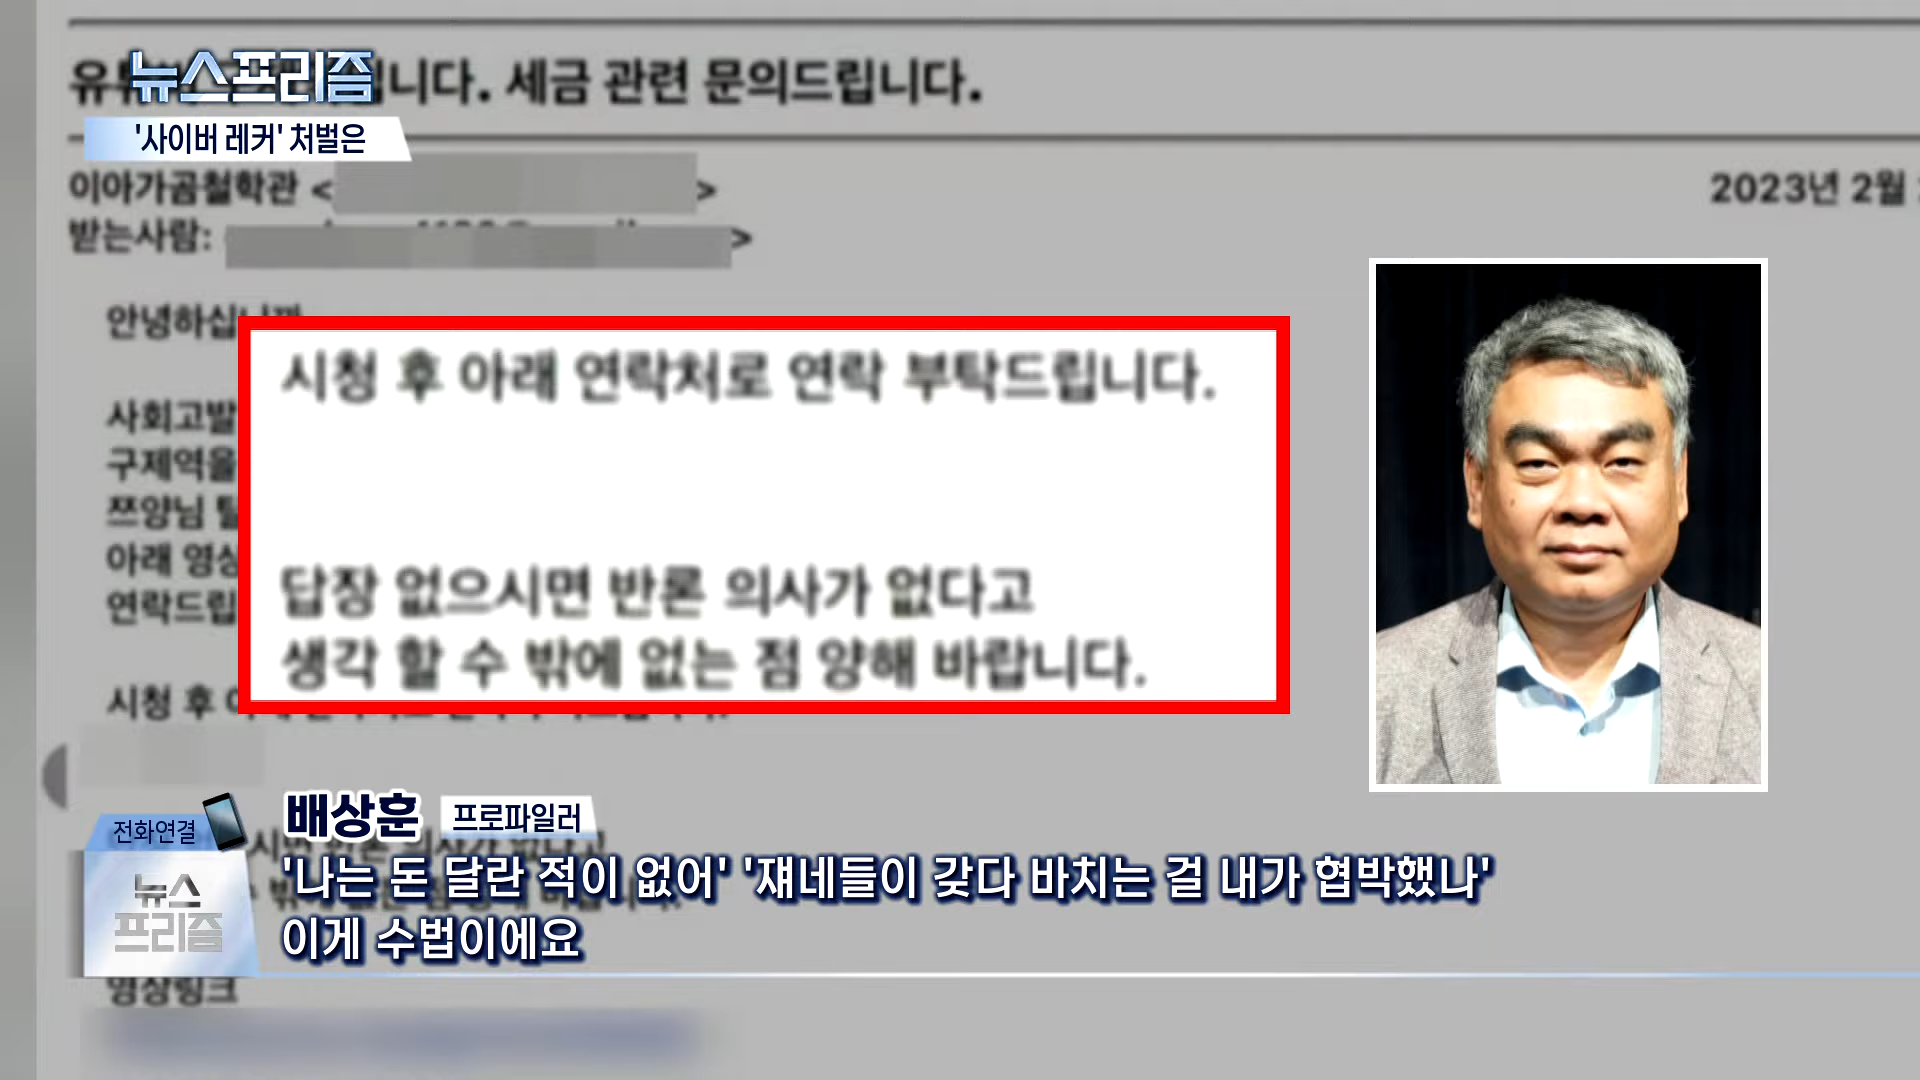 뉴스프리즘
'사이버 레커' 처벌은
유튜 입니다. 세금 관련 문의드립니다.
이아가곰철학관 < >
2023년 2월
받는사람: >
안녕하십니까
사회고발
구제역을
쯔양님 탈
아래 영상
연락드립
시청 후 아래
시청 후 아래 연락처로 연락 부탁드립니다.
답장 없으시면 반론 의사가 없다고
생각 할 수 밖에 없는 점 양해 바랍니다.
전화연결
배상훈 프로파일러
'나는 돈 달란 적이 없어' '쟤네들이 갖다 바치는 걸 내가 협박했나'
이게 수법이에요
뉴스
프리즘
영상링크